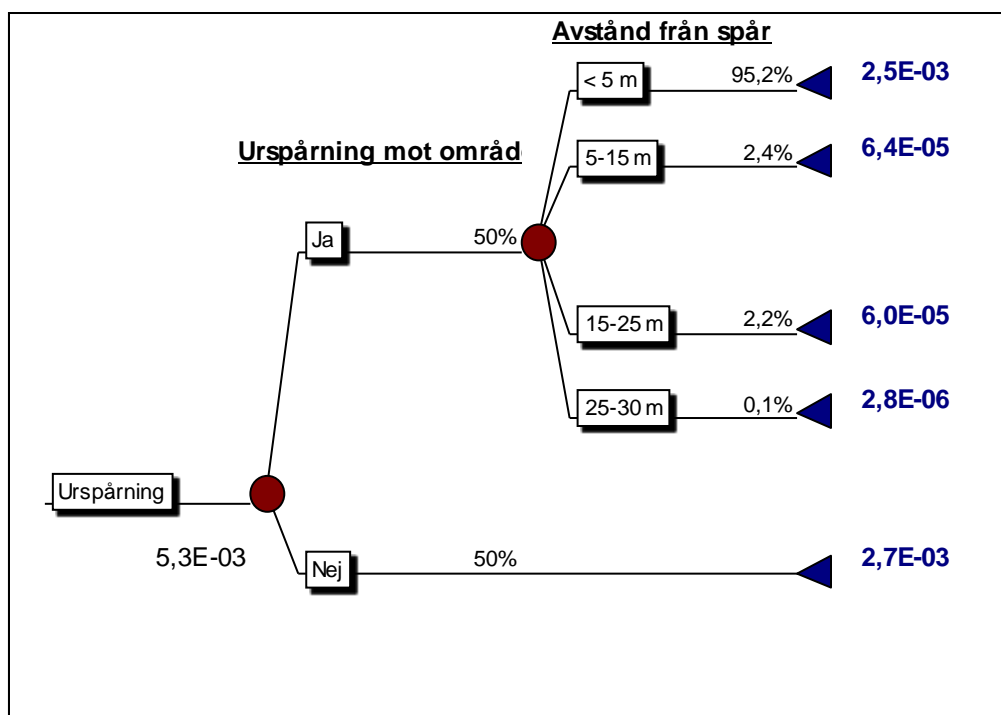 Avstånd från spår
< 5 m 95,2% 2,5E-03
Urspårning mot områd
5-15 m 2,4% 6,4E-05
Ja 50%
15-25 m 2,2% 6,0E-05
25-30 m 0,1% 2,8E-06
Urspårning
5,3E-03
Nej 50% 2,7E-03